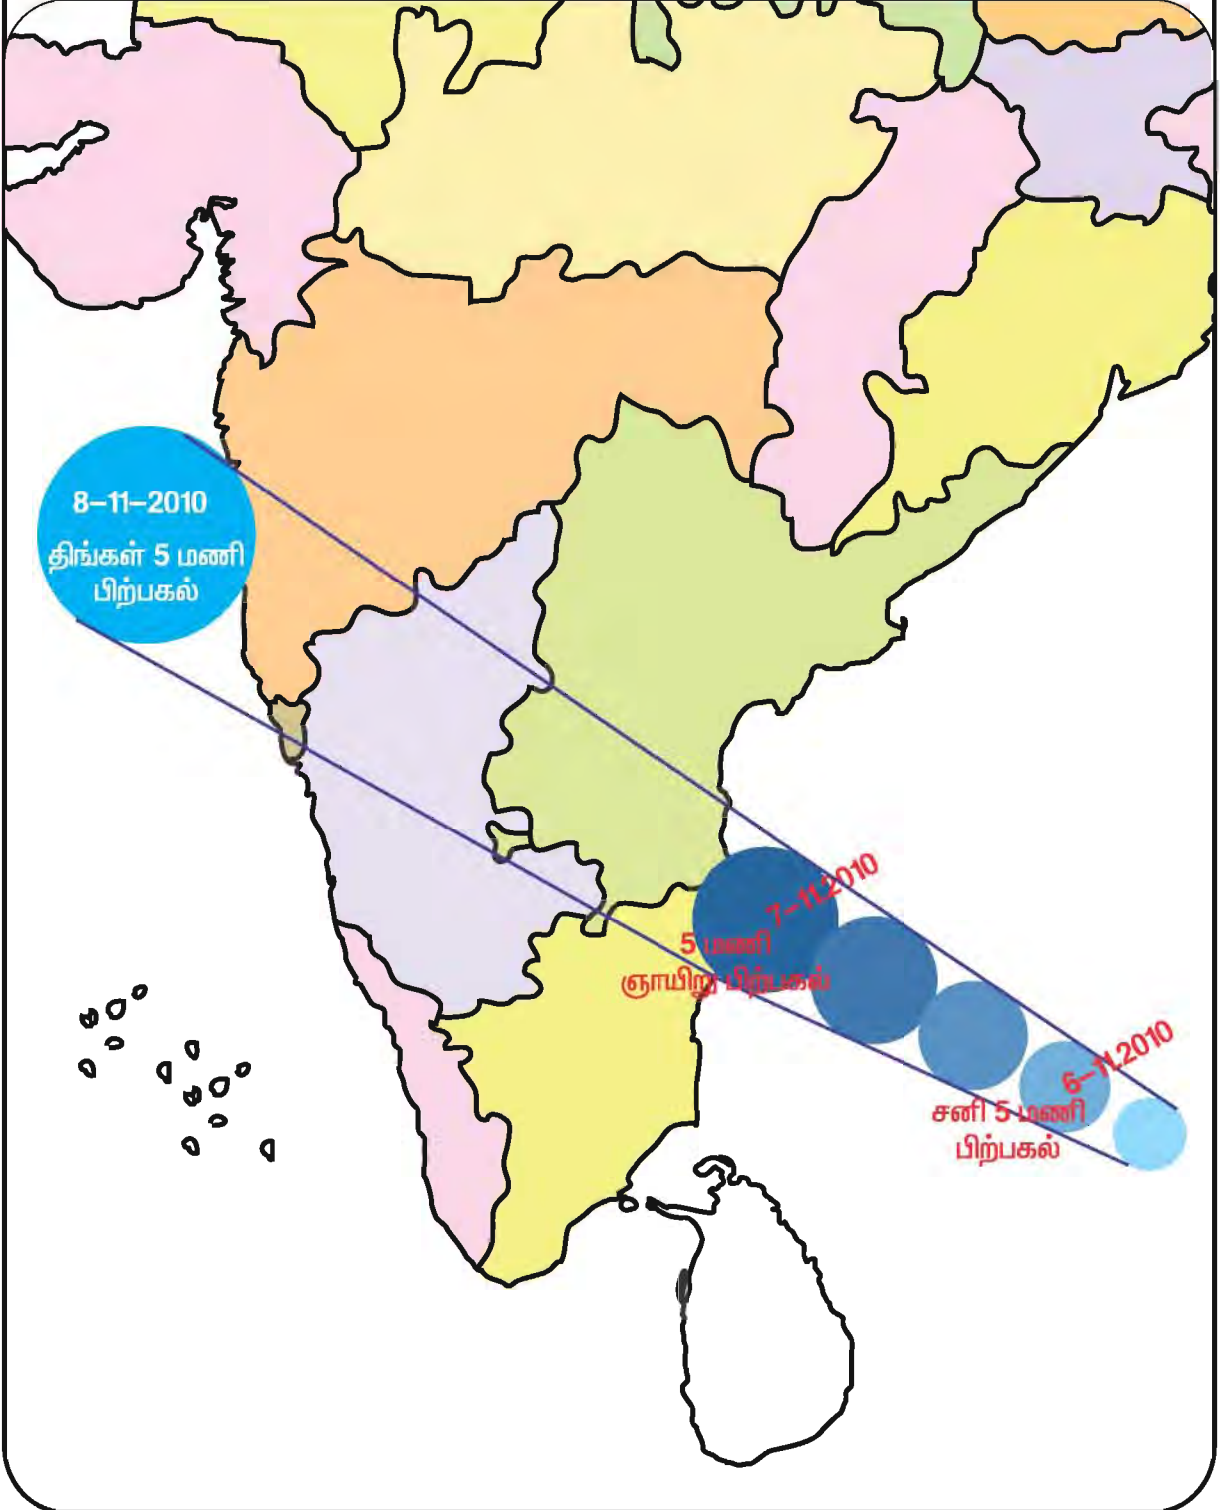 8–11–2010
திங்கள் 5 மணி
பிற்பகல்
7–11.2010
5 மணி
ஞாயிறு பிற்பகல்
6–11.2010
சனி 5 மணி
பிற்பகல்